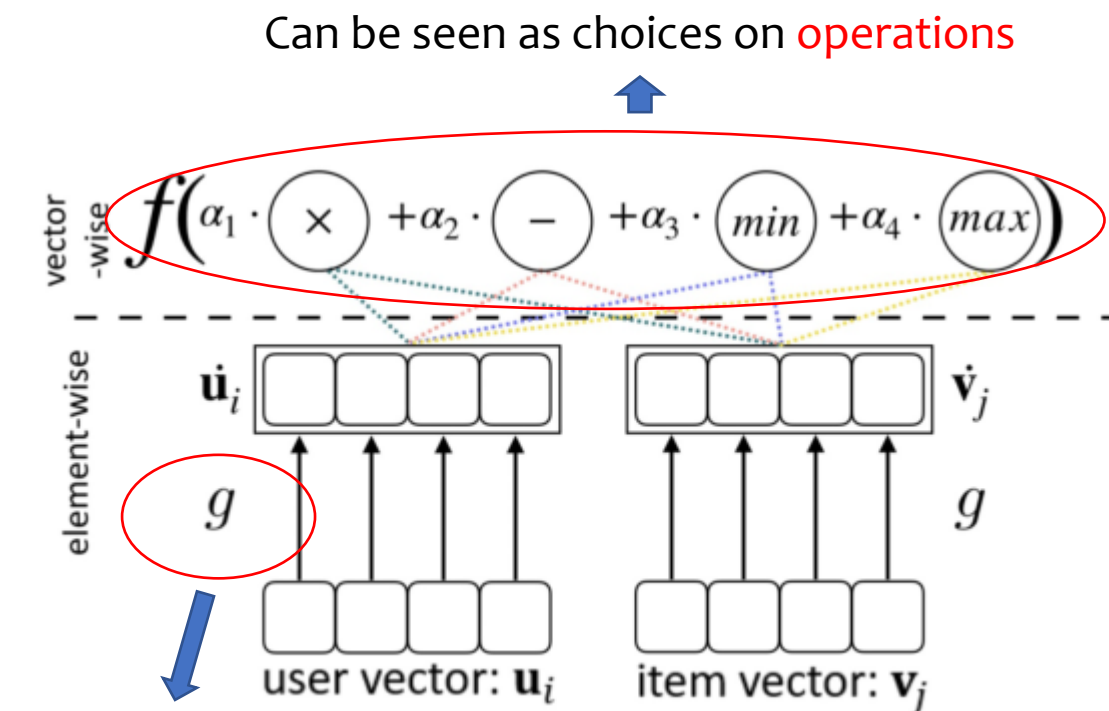 Can be seen as choices on operations
vector
-wise
f(α₁ · × +α₂ · − +α₃ · min +α₄ · max)
element-wise
u̇ᵢ
v̇ⱼ
g
g
user vector: uᵢ
item vector: vⱼ